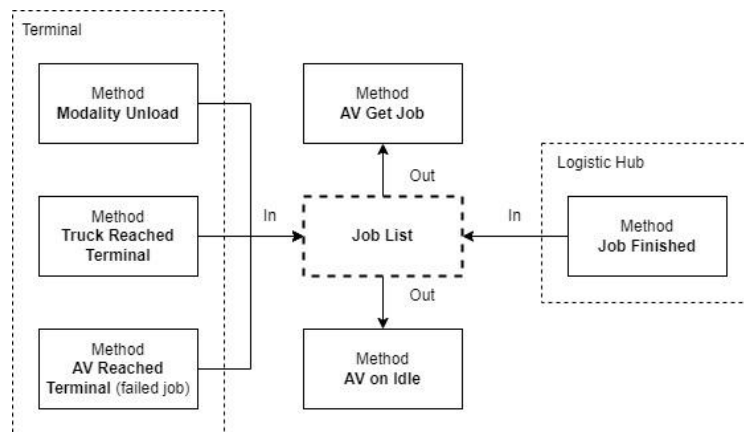 Terminal
Method
Modality Unload
Method
AV Get Job
Out
Logistic Hub
Method
Truck Reached
Terminal
In
Job List
In
Method
Job Finished
Out
Method
AV Reached
Terminal (failed job)
Method
AV on Idle